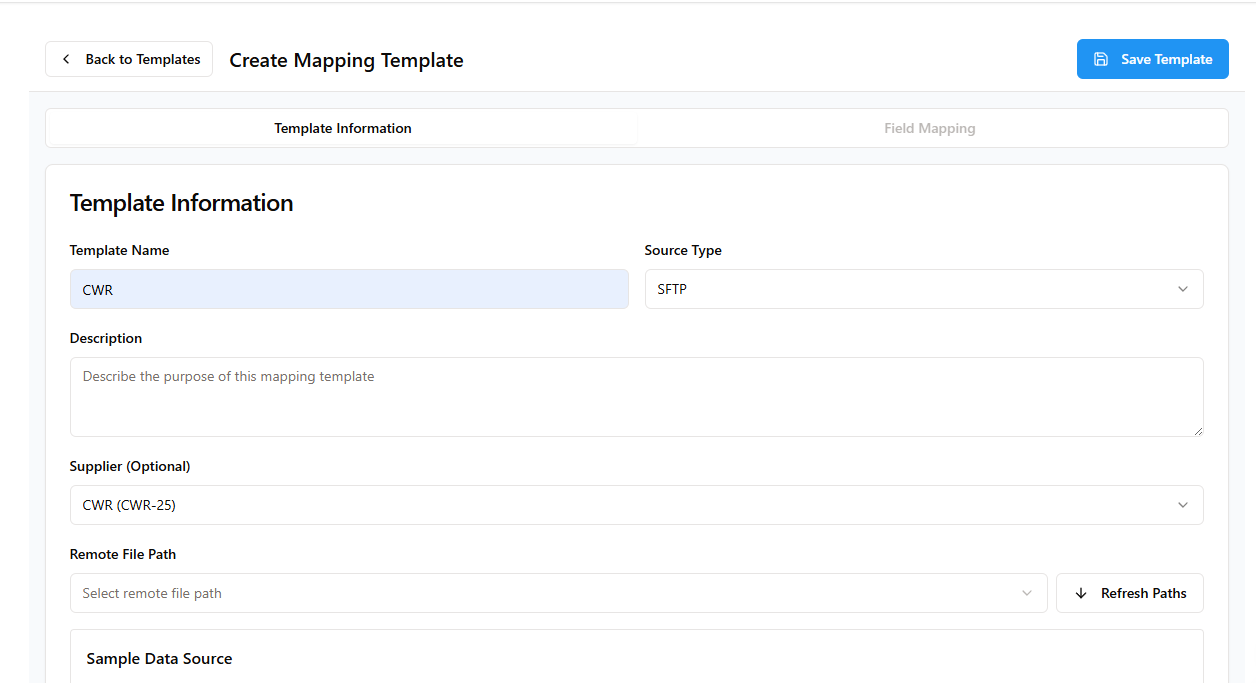 Back to Templates
Create Mapping Template
Save Template
Template Information
Field Mapping
Template Information
Template Name
Source Type
CWR
SFTP
Description
Describe the purpose of this mapping template
Supplier (Optional)
CWR (CWR-25)
Remote File Path
Select remote file path
Refresh Paths
Sample Data Source